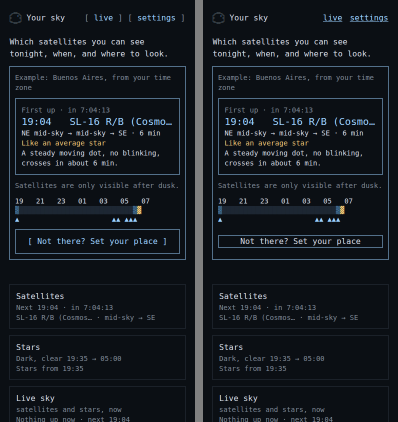 Your sky [ live ] [ settings ]
Which satellites you can see
tonight, when, and where to look.
Example: Buenos Aires, from your time
zone
First up · in 7:04:13
19:04 SL-16 R/B (Cosmo…
NE mid-sky → mid-sky → SE · 6 min
Like an average star
A steady moving dot, no blinking,
crosses in about 6 min.
Satellites are only visible after dusk.
19 21 23 01 03 05 07
[ Not there? Set your place ]
Satellites
Next 19:04 · in 7:04:13
SL-16 R/B (Cosmos… · mid-sky → SE
Stars
Dark, clear 19:35 → 05:00
Stars from 19:35
Live sky
satellites and stars, now
Nothing up now · next 19:04
Your sky live settings
Which satellites you can see
tonight, when, and where to look.
Example: Buenos Aires, from your time
zone
First up · in 7:04:13
19:04 SL-16 R/B (Cosmo…
NE mid-sky → mid-sky → SE · 6 min
Like an average star
A steady moving dot, no blinking,
crosses in about 6 min.
Satellites are only visible after dusk.
19 21 23 01 03 05 07
Not there? Set your place
Satellites
Next 19:04 · in 7:04:13
SL-16 R/B (Cosmos… · mid-sky → SE
Stars
Dark, clear 19:35 → 05:00
Stars from 19:35
Live sky
satellites and stars, now
Nothing up now · next 19:04